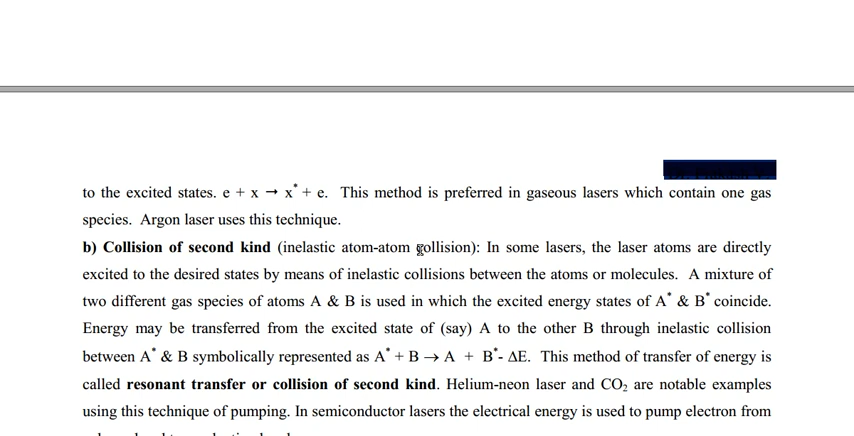 to the excited states. e + x → x* + e. This method is preferred in gaseous lasers which contain one gas
species. Argon laser uses this technique.
b) Collision of second kind (inelastic atom-atom collision): In some lasers, the laser atoms are directly
excited to the desired states by means of inelastic collisions between the atoms or molecules. A mixture of
two different gas species of atoms A & B is used in which the excited energy states of A* & B* coincide.
Energy may be transferred from the excited state of (say) A to the other B through inelastic collision
between A* & B symbolically represented as A* + B → A + B*- ΔE. This method of transfer of energy is
called resonant transfer or collision of second kind. Helium-neon laser and CO₂ are notable examples
using this technique of pumping. In semiconductor lasers the electrical energy is used to pump electron from